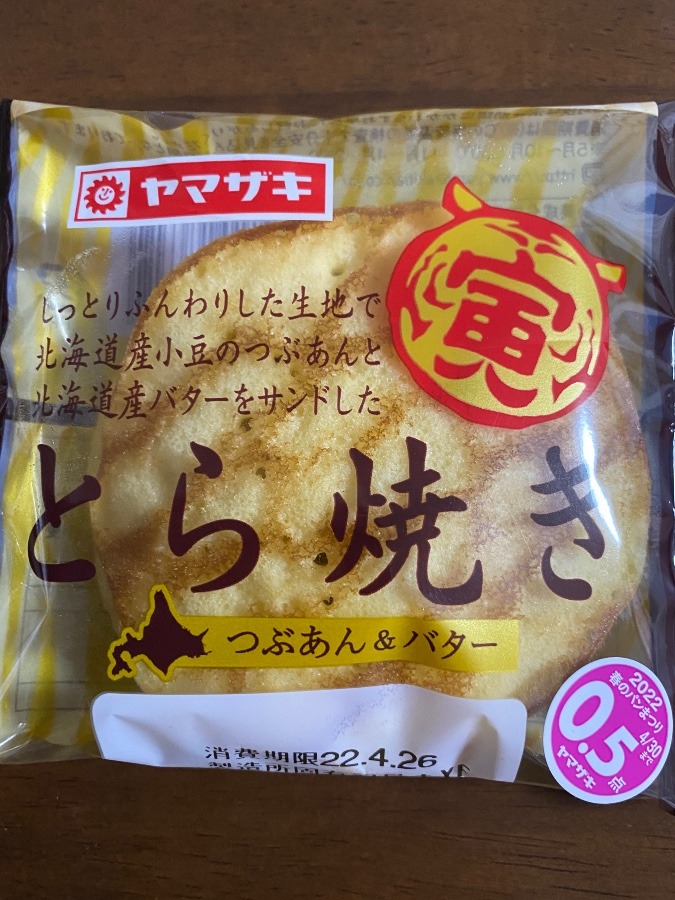 ヤマザキ
寅
しっとりふんわりした生地で
北海道産小豆のつぶあんと
北海道産バターをサンドした
とら焼き
つぶあん&バター
消費期限22.4.26
製造所固
2022
春のパンまつり
4/30まで
0.5点
ヤマザキ